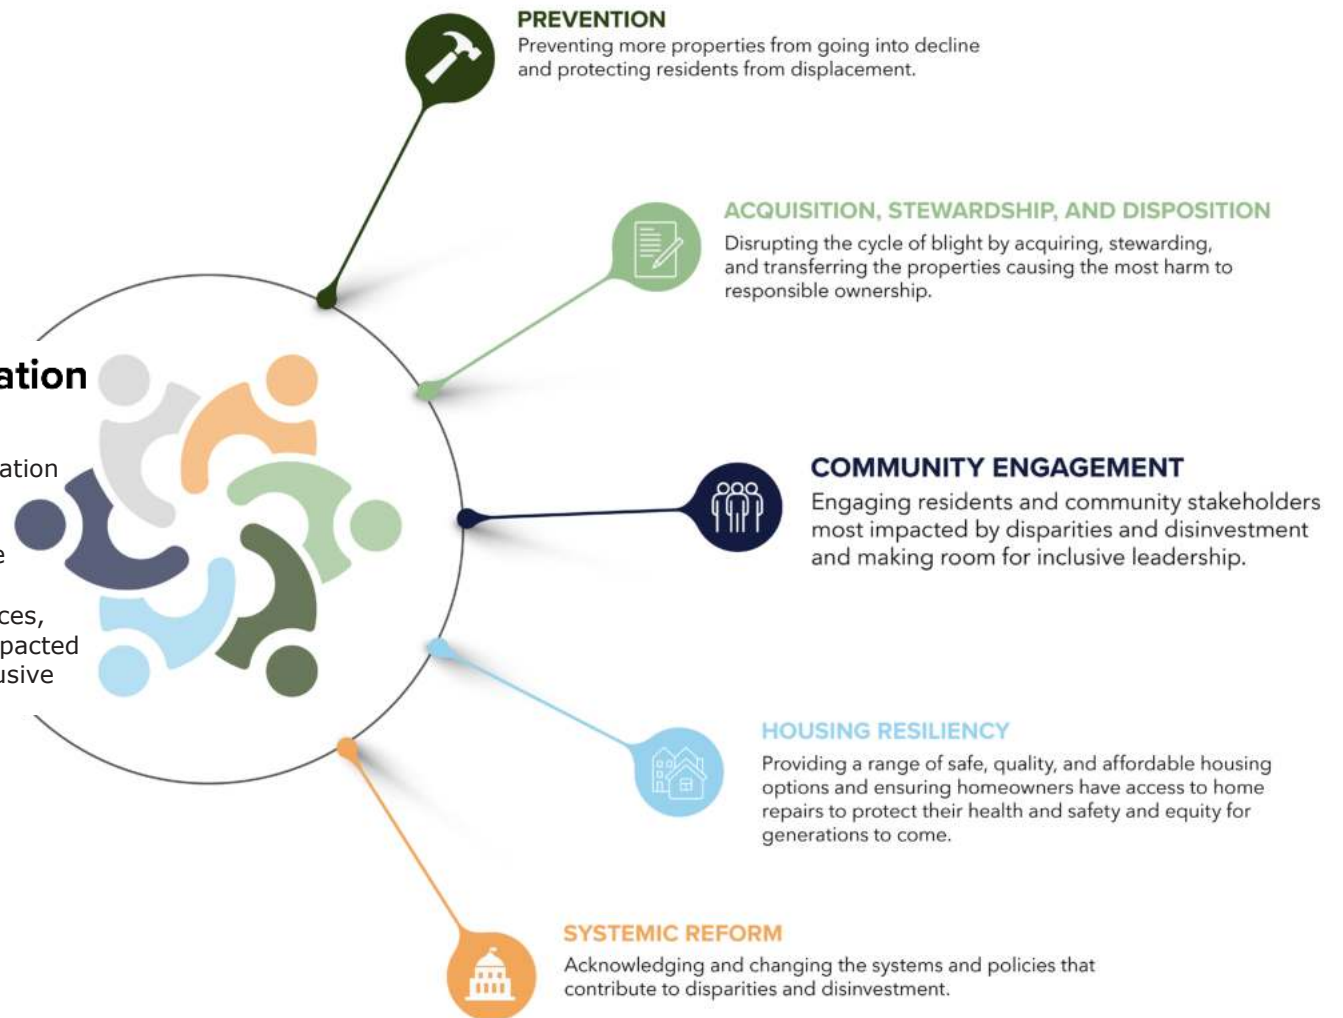 PREVENTION
Preventing more properties from going into decline
and protecting residents from displacement.
ACQUISITION, STEWARDSHIP, AND DISPOSITION
Disrupting the cycle of blight by acquiring, stewarding,
and transferring the properties causing the most harm to
responsible ownership.
ation
ation
e
ces,
pacted
usive
COMMUNITY ENGAGEMENT
Engaging residents and community stakeholders
most impacted by disparities and disinvestment
and making room for inclusive leadership.
HOUSING RESILIENCY
Providing a range of safe, quality, and affordable housing
options and ensuring homeowners have access to home
repairs to protect their health and safety and equity for
generations to come.
SYSTEMIC REFORM
Acknowledging and changing the systems and policies that
contribute to disparities and disinvestment.